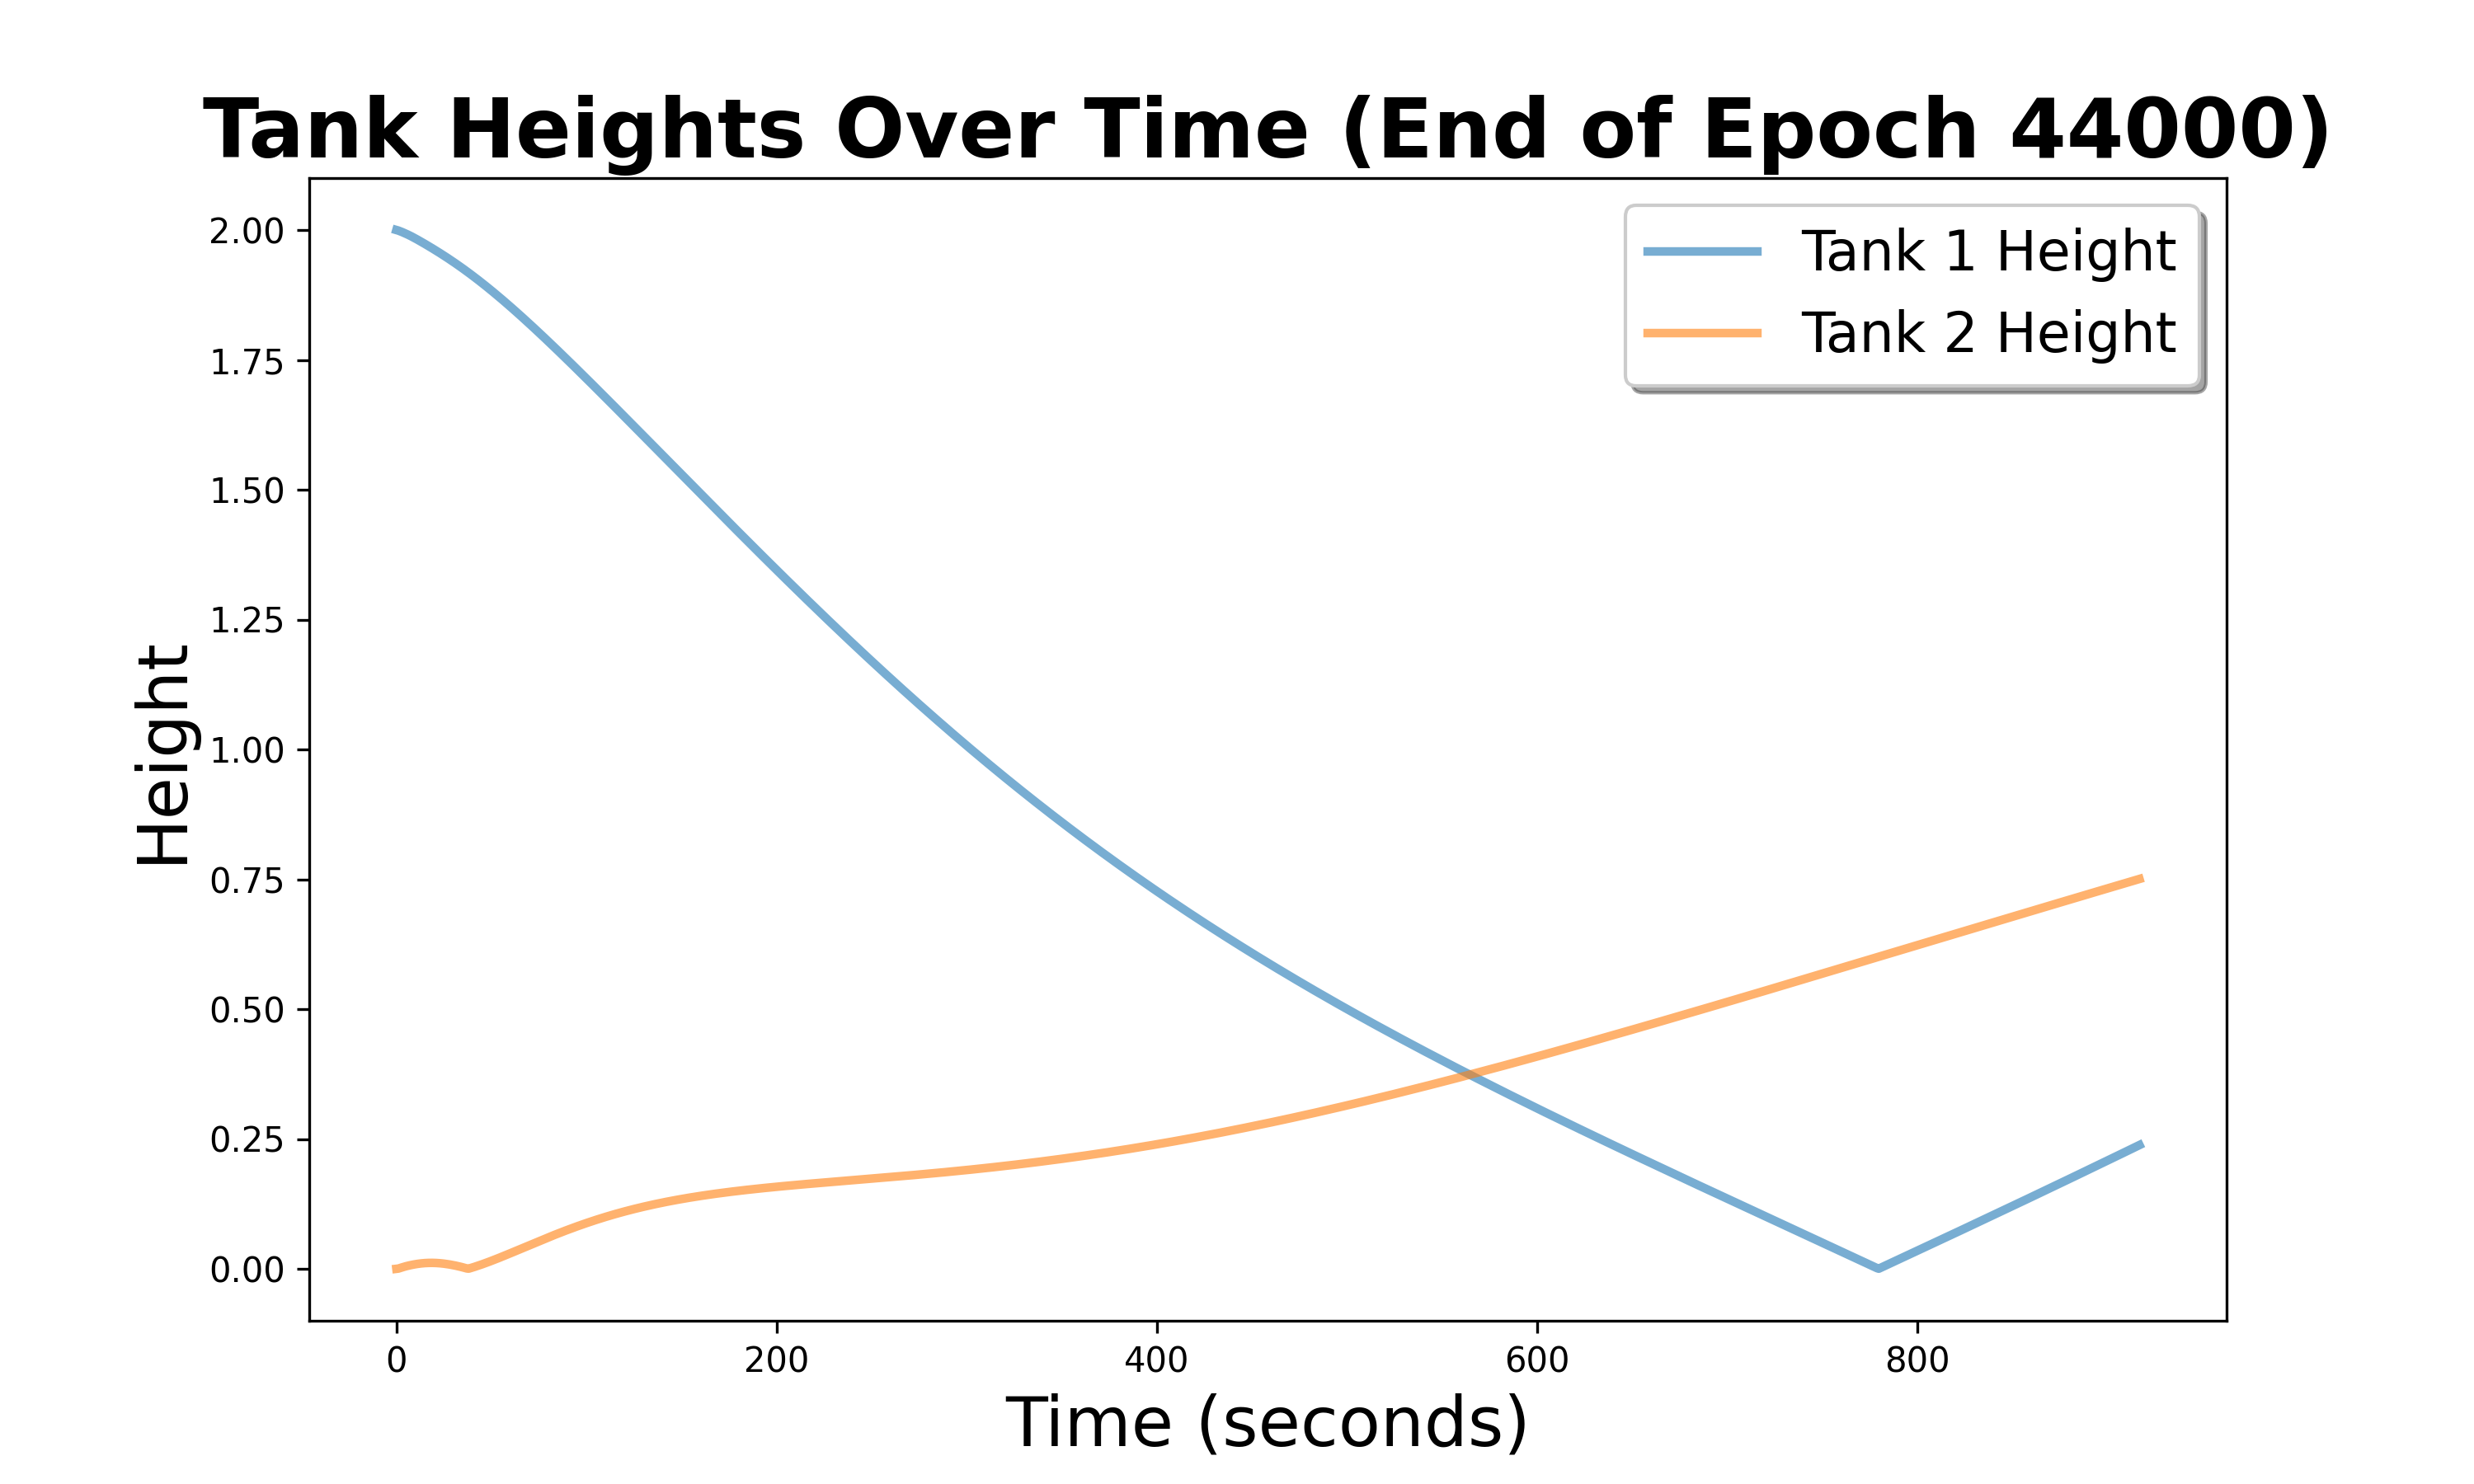 Tank Heights Over Time (End of Epoch 44000)
Tank 1 Height
Tank 2 Height
Height
2.00
1.75
1.50
1.25
1.00
0.75
0.50
0.25
0.00
0
200
400
600
800
Time (seconds)